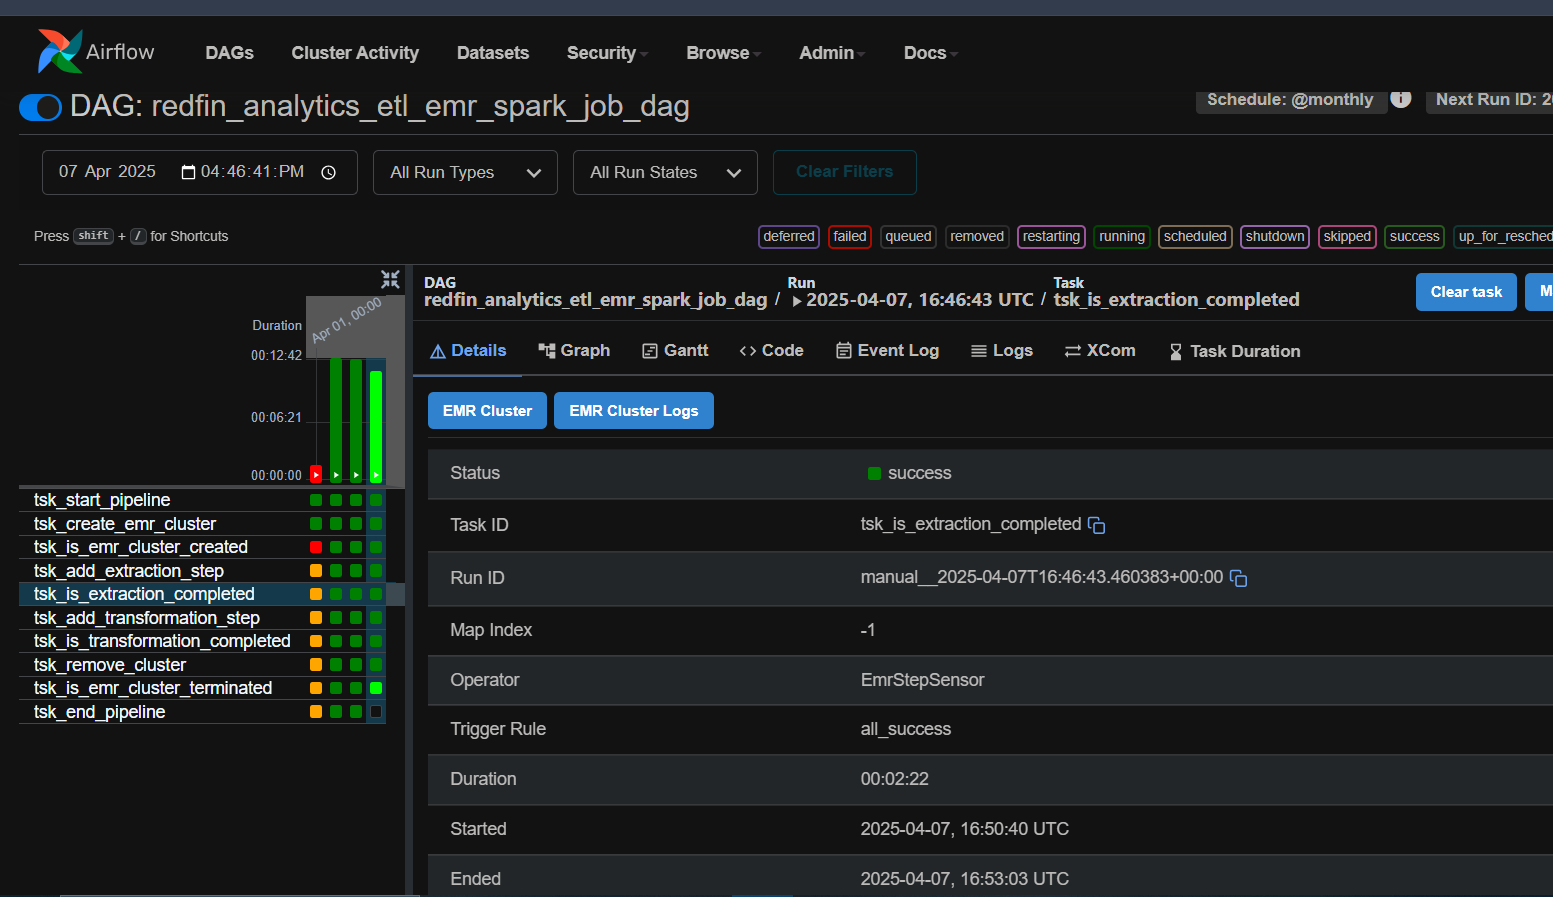 Airflow DAGs Cluster Activity Datasets Security Browse Admin Docs
DAG: redfin_analytics_etl_emr_spark_job_dag
Schedule: @monthly
Next Run ID: 2
07 Apr 2025 04:46:41:PM
All Run Types
All Run States
Clear Filters
Press shift + / for Shortcuts
deferred failed queued removed restarting running scheduled shutdown skipped success up_for_resched
Duration
Apr 01, 00:00
00:12:42
00:06:21
00:00:00
tsk_start_pipeline
tsk_create_emr_cluster
tsk_is_emr_cluster_created
tsk_add_extraction_step
tsk_is_extraction_completed
tsk_add_transformation_step
tsk_is_transformation_completed
tsk_remove_cluster
tsk_is_emr_cluster_terminated
tsk_end_pipeline
DAG Run Task
redfin_analytics_etl_emr_spark_job_dag / 2025-04-07, 16:46:43 UTC / tsk_is_extraction_completed
Clear task
M
Details Graph Gantt Code Event Log Logs XCom Task Duration
EMR Cluster EMR Cluster Logs
Status success
Task ID tsk_is_extraction_completed
Run ID manual__2025-04-07T16:46:43.460383+00:00
Map Index -1
Operator EmrStepSensor
Trigger Rule all_success
Duration 00:02:22
Started 2025-04-07, 16:50:40 UTC
Ended 2025-04-07, 16:53:03 UTC